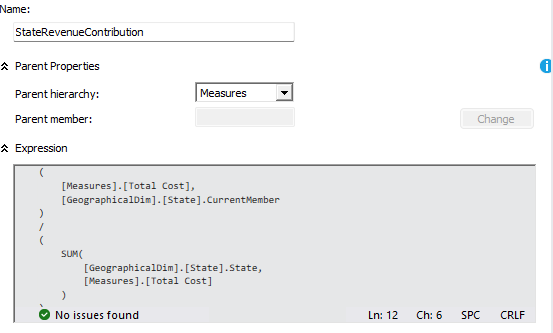 Name:
StateRevenueContribution
Parent Properties
Parent hierarchy: Measures
Parent member: Change
Expression
(
[Measures].[Total Cost],
[GeographicalDim].[State].CurrentMember
)
/
(
SUM(
[GeographicalDim].[State].State,
[Measures].[Total Cost]
)
No issues found Ln: 12 Ch: 6 SPC CRLF